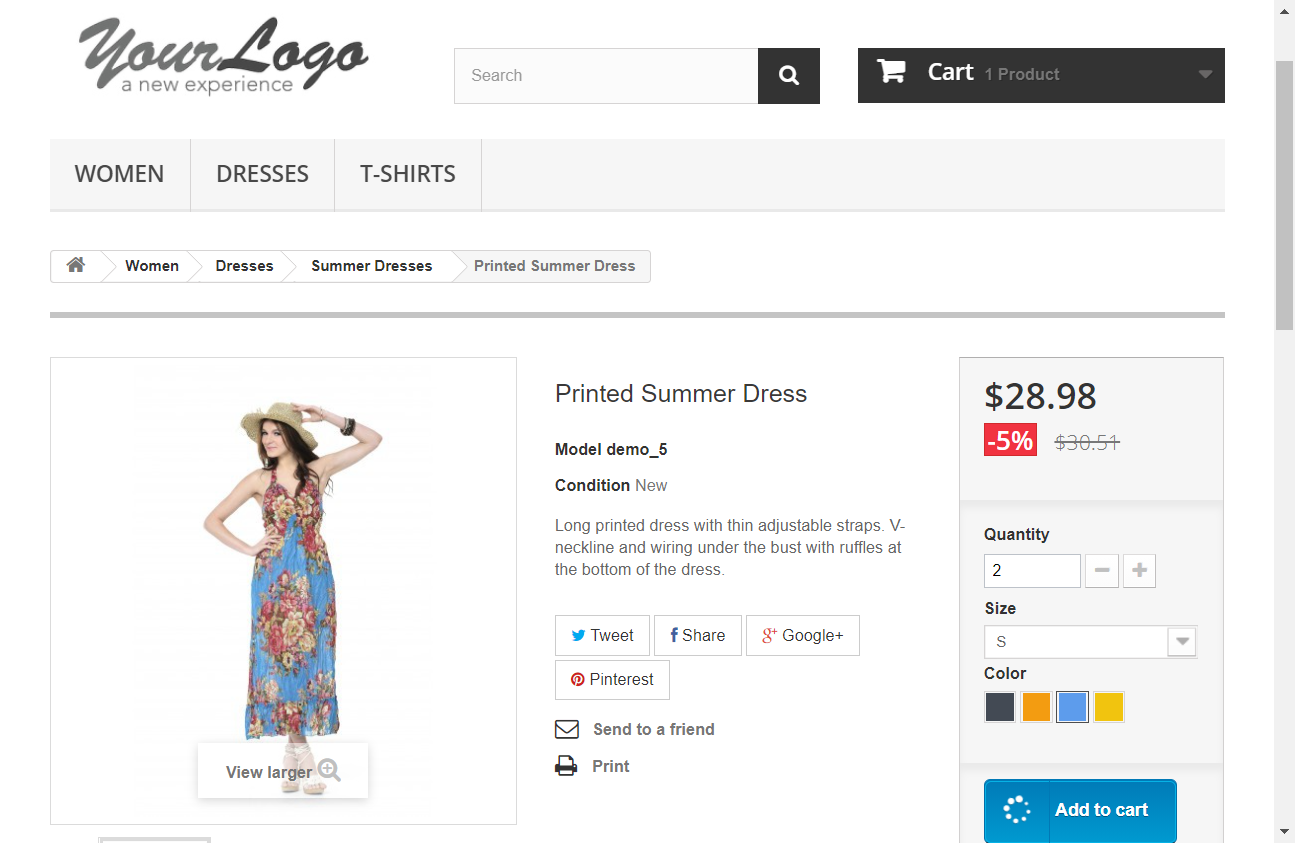 YourLogo
a new experience
Search
Cart 1 Product
WOMEN DRESSES T-SHIRTS
Women Dresses Summer Dresses Printed Summer Dress
Printed Summer Dress
Model demo_5
Condition New
Long printed dress with thin adjustable straps. V-
neckline and wiring under the bust with ruffles at
the bottom of the dress.
Tweet Share Google+
Pinterest
Send to a friend
Print
View larger
$28.98
-5% $30.51
Quantity
2
Size
S
Color
Add to cart